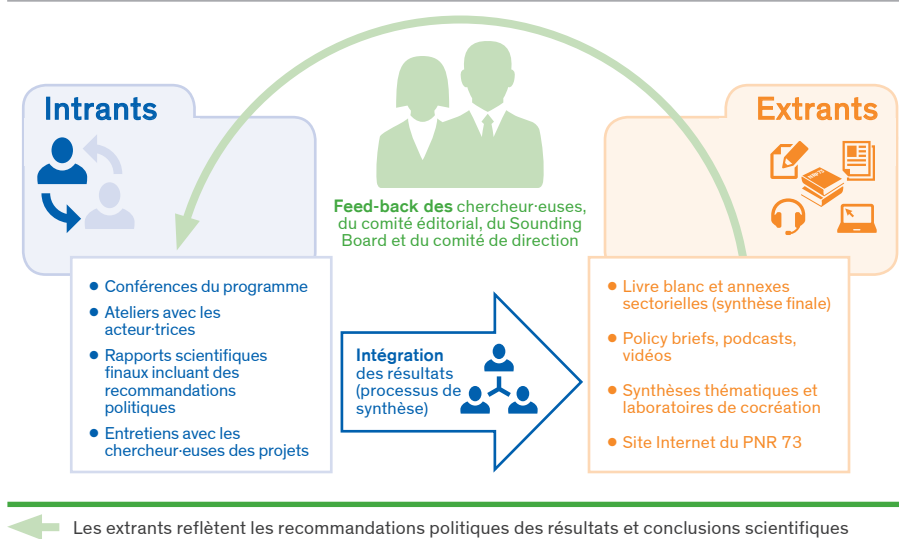 Intrants
Extrants
Feed-back des chercheur·euses,
du comité éditorial, du Sounding
Board et du comité de direction
• Conférences du programme
• Ateliers avec les
acteur·trices
• Rapports scientifiques
finaux incluant des
recommandations
politiques
• Entretiens avec les
chercheur·euses des projets
Intégration
des résultats
(processus de
synthèse)
• Livre blanc et annexes
sectorielles (synthèse finale)
• Policy briefs, podcasts,
vidéos
• Synthèses thématiques et
laboratoires de cocréation
• Site Internet du PNR 73
Les extrants reflètent les recommandations politiques des résultats et conclusions scientifiques